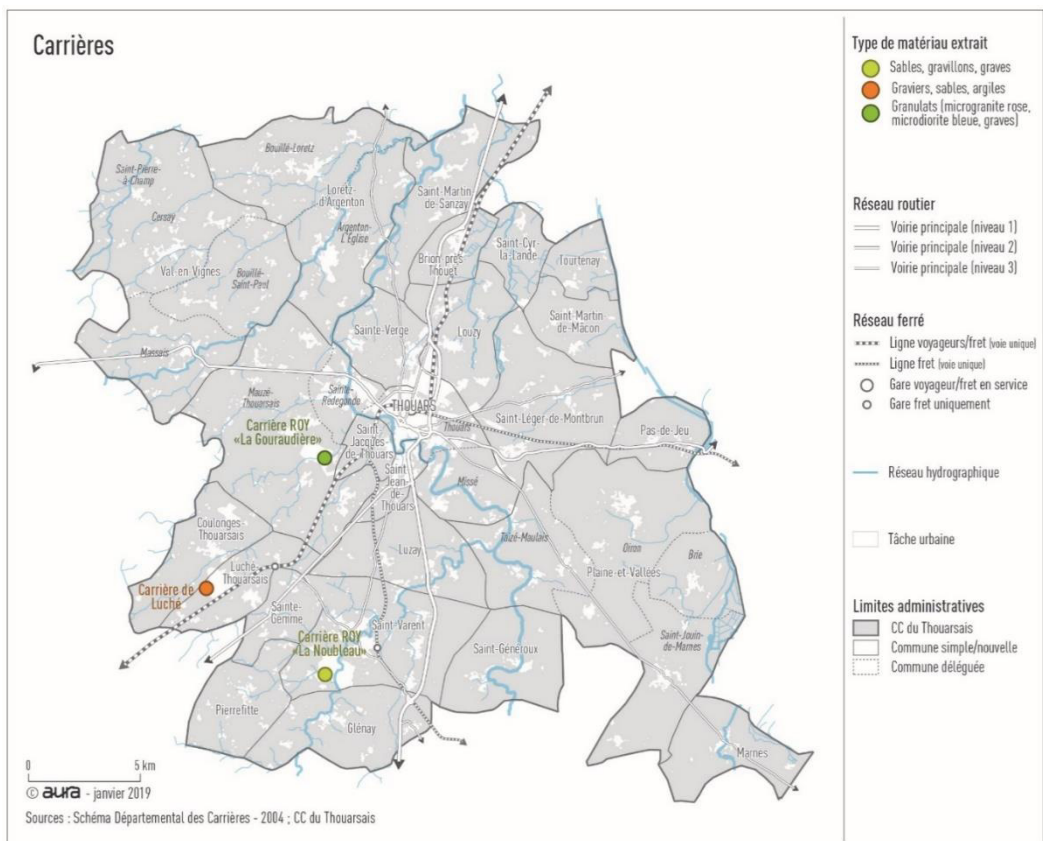 Carrières
Saint-Pierre-
à-Champ
Bouillé-Loretz
Cersay
Loretz-
d'Argenton
Argenton-
L'Église
Saint-Martin
de-Sanzay
Val-en-Vignes
Bouillé-
Saint-Paul
Brion-près
Thouet
Saint-Cyr-
la-Lande
Tourtenay
Massais
Sainte-Verge
Louzy
Saint-Martin
de-Mâcon
Mauzé-
Thouarsais
Sainte-
Radegonde
THOUARS
Thouars
Saint-Léger-de-Montbrun
Pas-de-Jeu
Carrière ROY
«La Gouraudière»
Saint-
Jacques
de-Thouars
Saint
Jean-
de-
Thouars
Missé
Coulonges
Thouarsais
Luché-
Thouarsais
Luzay
Taizé-Maulais
Oiron
Brie
Plaine-et-Vallées
Carrière de
Luché
Sainte-
Gemme
Carrière ROY
«La Noubleau»
Saint-Varent
Saint-Généroux
Saint-Jouin-
de-Marnes
Pierrefitte
Glénay
Marnes
0 5 km
© aura - janvier 2019
Sources : Schéma Départemental des Carrières - 2004 ; CC du Thouarsais
Type de matériau extrait
Sables, gravillons, graves
Graviers, sables, argiles
Granulats (microgranite rose,
microdiorite bleue, graves)
Réseau routier
Voirie principale (niveau 1)
Voirie principale (niveau 2)
Voirie principale (niveau 3)
Réseau ferré
Ligne voyageurs/fret (voie unique)
Ligne fret (voie unique)
Gare voyageur/fret en service
Gare fret uniquement
Réseau hydrographique
Tâche urbaine
Limites administratives
CC du Thouarsais
Commune simple/nouvelle
Commune déléguée